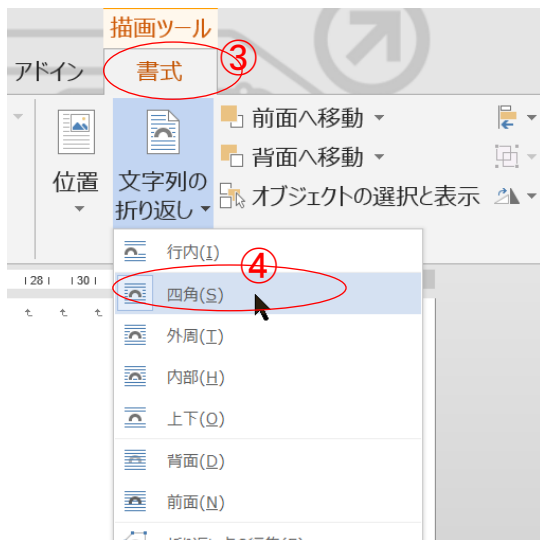 描画ツール
アドイン
書式
③
前面へ移動
背面へ移動
位置
文字列の
折り返し
オブジェクトの選択と表示
行内(I)
④
28 30
四角(S)
外周(T)
内部(H)
上下(O)
背面(D)
前面(N)